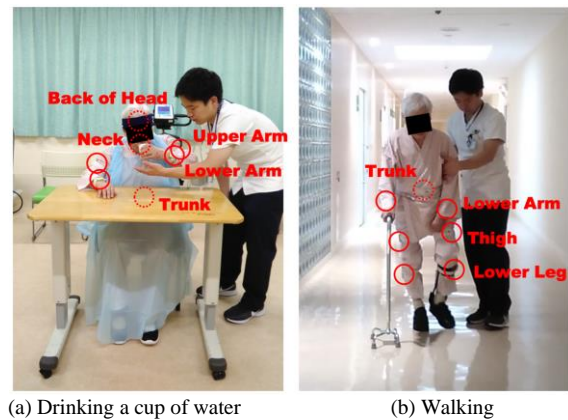 Back of Head
Neck
Upper Arm
Lower Arm
Trunk
Trunk
Lower Arm
Thigh
Lower Leg
(a) Drinking a cup of water
(b) Walking